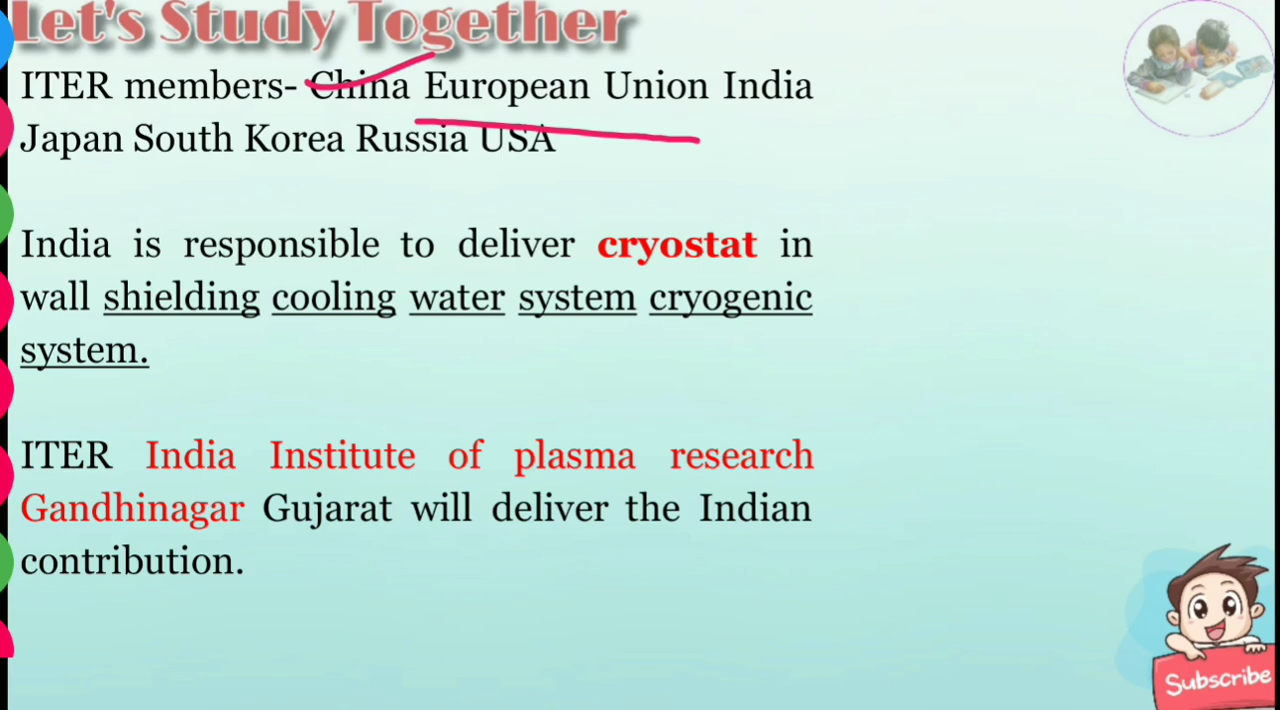 Let's Study Together
ITER members- China European Union India
Japan South Korea Russia USA
India is responsible to deliver cryostat in
wall shielding cooling water system cryogenic
system.
ITER India Institute of plasma research
Gandhinagar Gujarat will deliver the Indian
contribution.
Subscribe